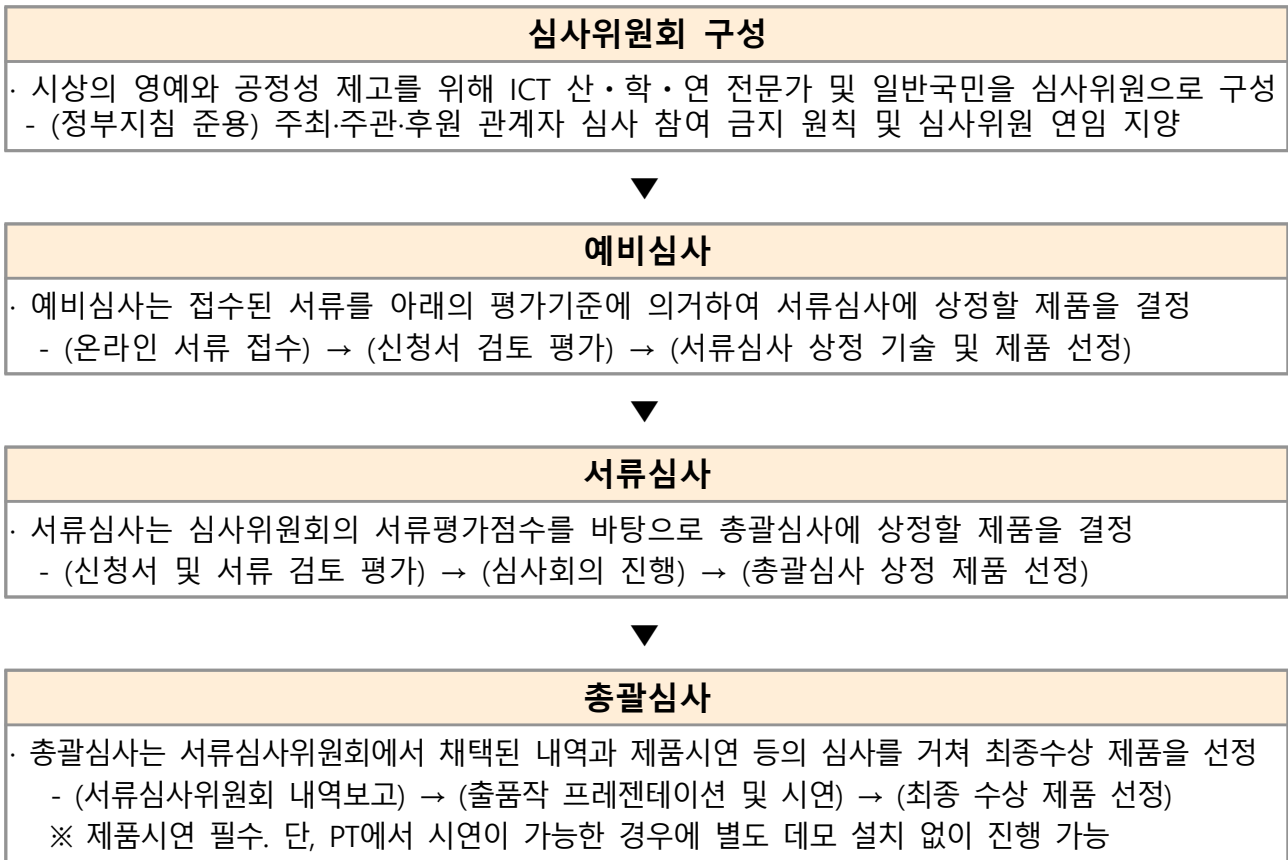 심사위원회 구성
· 시상의 영예와 공정성 제고를 위해 ICT 산・학・연 전문가 및 일반국민을 심사위원으로 구성
- (정부지침 준용) 주최·주관·후원 관계자 심사 참여 금지 원칙 및 심사위원 연임 지양
▼
예비심사
· 예비심사는 접수된 서류를 아래의 평가기준에 의거하여 서류심사에 상정할 제품을 결정
- (온라인 서류 접수) → (신청서 검토 평가) → (서류심사 상정 기술 및 제품 선정)
▼
서류심사
· 서류심사는 심사위원회의 서류평가점수를 바탕으로 총괄심사에 상정할 제품을 결정
- (신청서 및 서류 검토 평가) → (심사회의 진행) → (총괄심사 상정 제품 선정)
▼
총괄심사
· 총괄심사는 서류심사위원회에서 채택된 내역과 제품시연 등의 심사를 거쳐 최종수상 제품을 선정
- (서류심사위원회 내역보고) → (출품작 프레젠테이션 및 시연) → (최종 수상 제품 선정)
※ 제품시연 필수. 단, PT에서 시연이 가능한 경우에 별도 데모 설치 없이 진행 가능